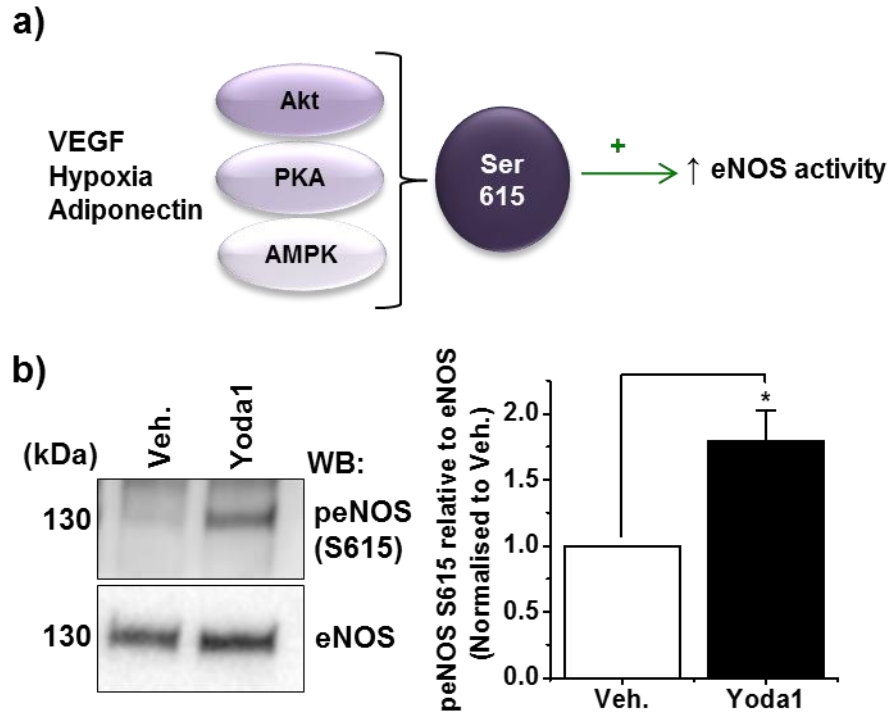 a)
VEGF
Hypoxia
Adiponectin
Akt
PKA
AMPK
Ser
615
+
↑ eNOS activity
b)
(kDa)
Veh.
Yoda1
WB:
130
peNOS
(S615)
130
eNOS
peNOS S615 relative to eNOS
(Normalised to Veh.)
2.0
1.5
1.0
0.5
0.0
*
Veh.
Yoda1